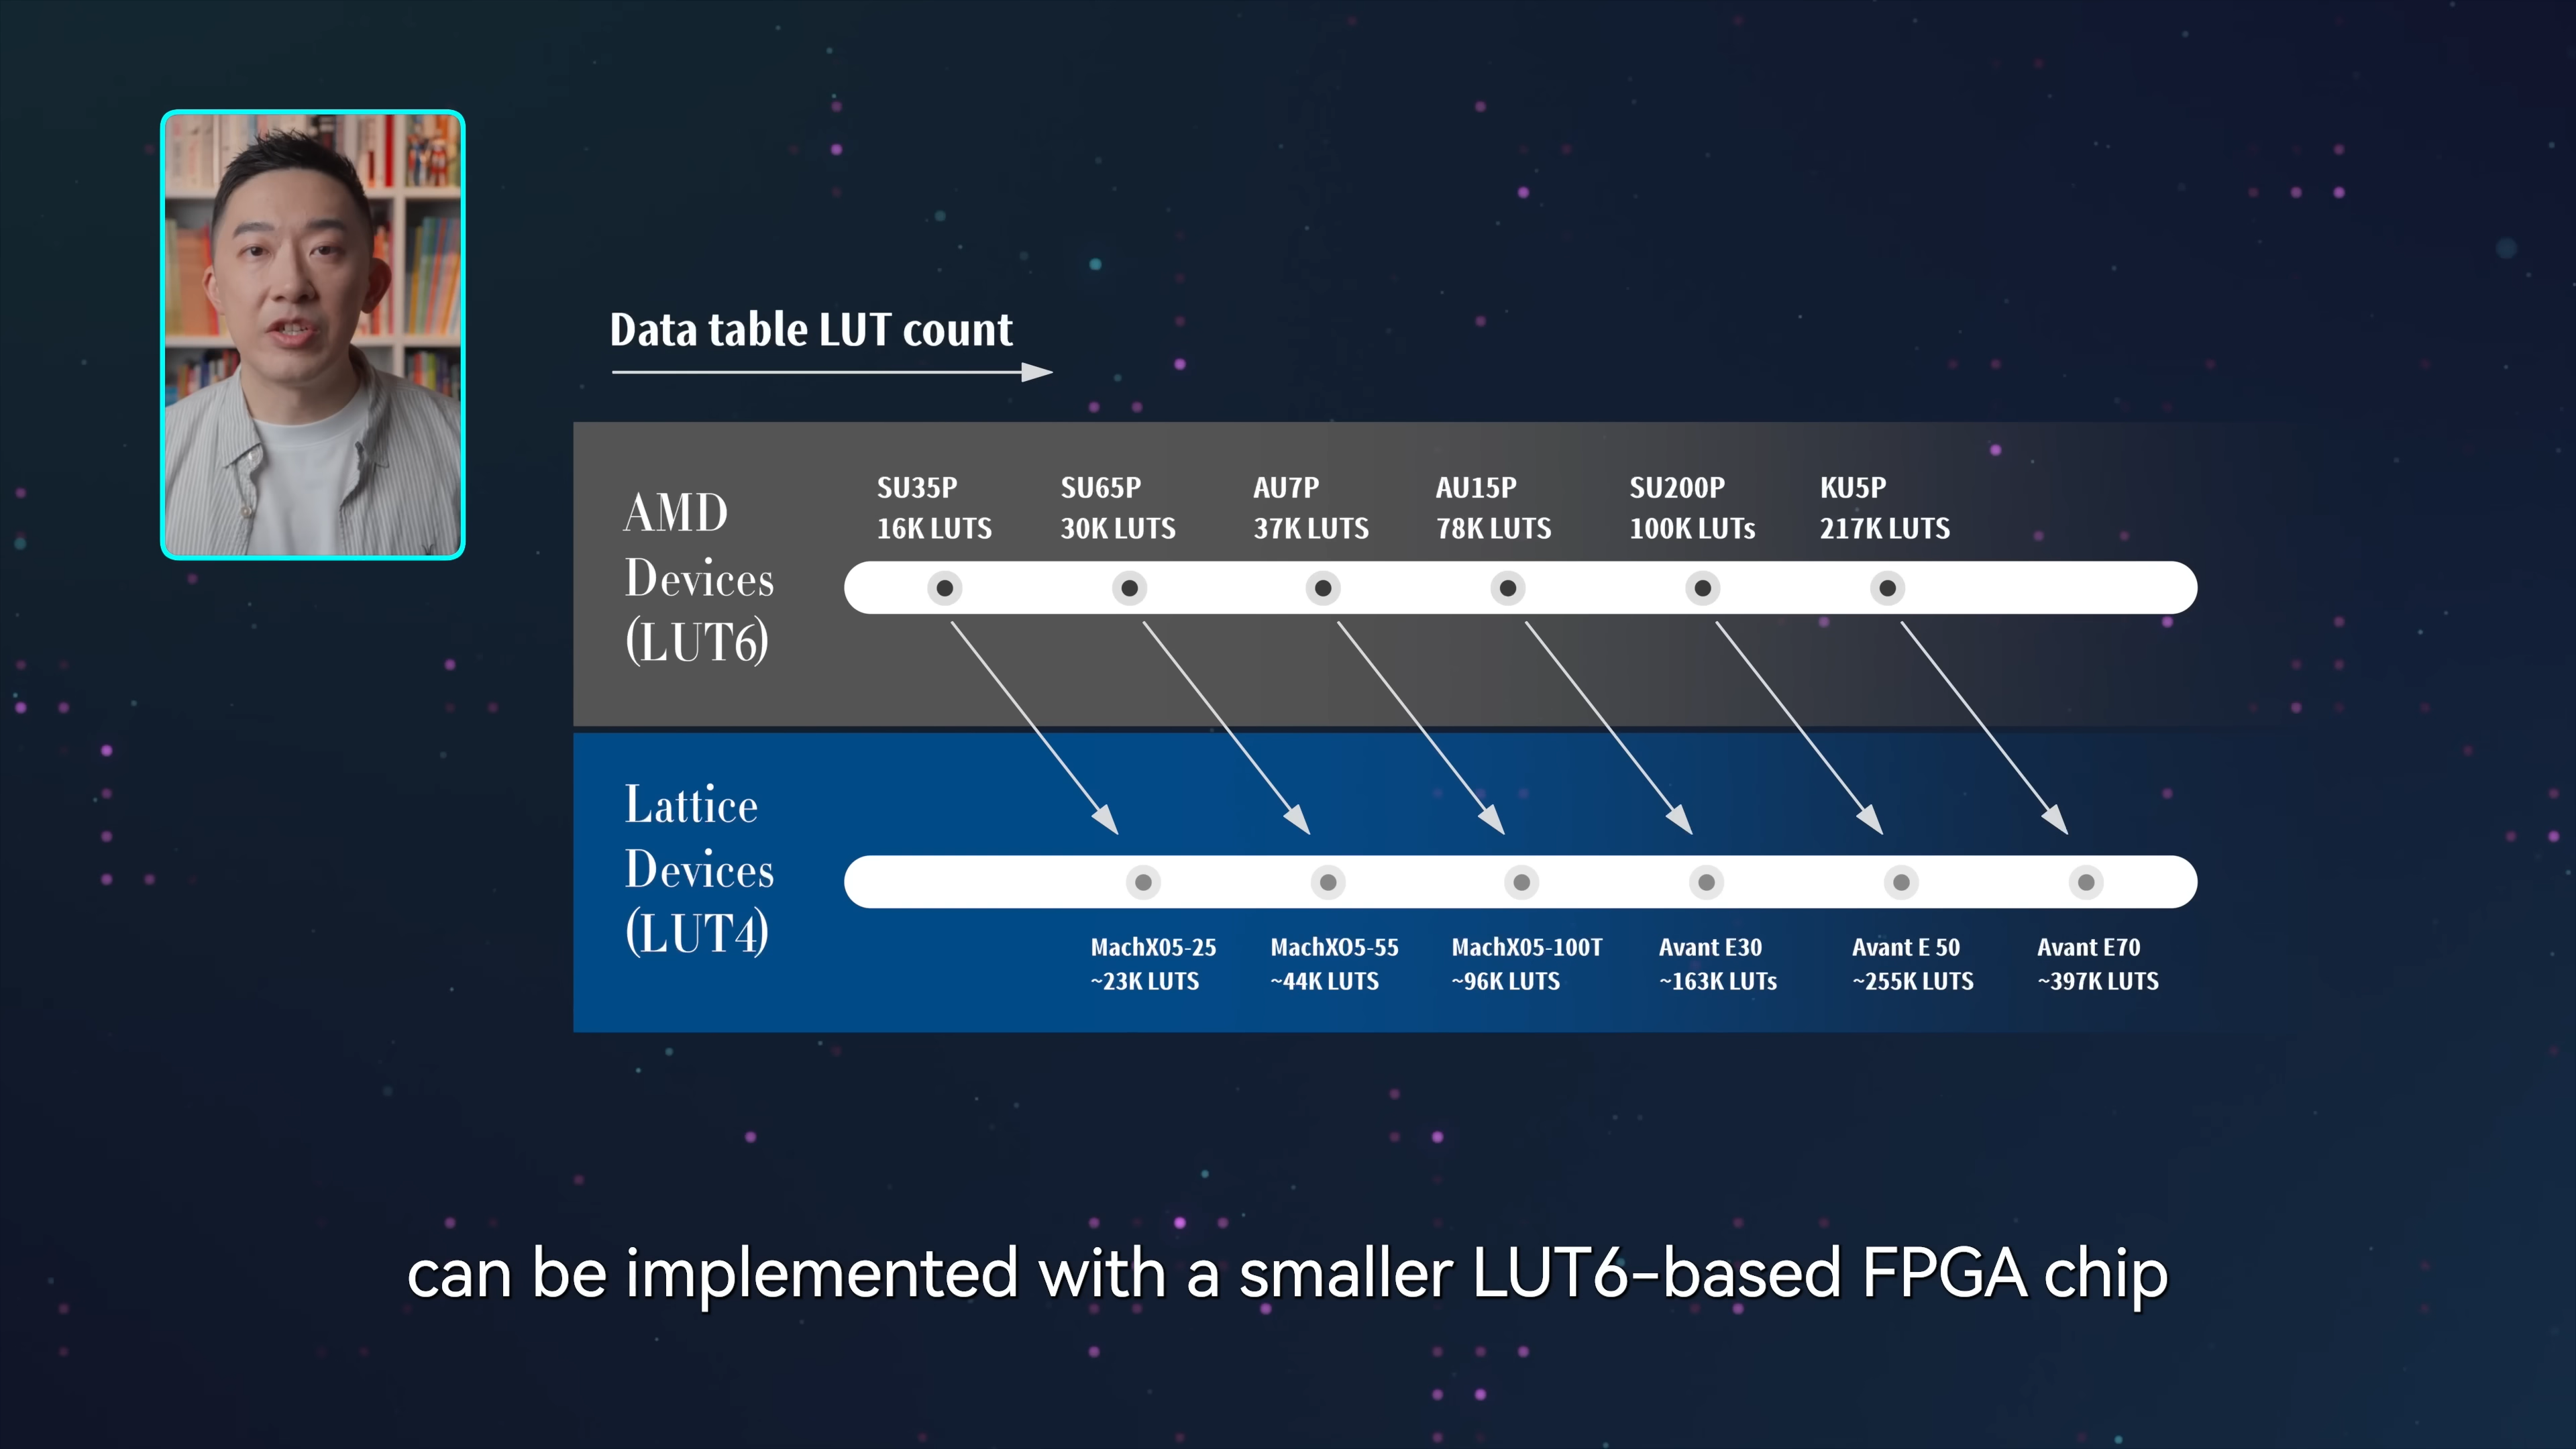 Data table LUT count
AMD
Devices
(LUT6)
SU35P
16K LUTS
SU65P
30K LUTS
AU7P
37K LUTS
AU15P
78K LUTS
SU200P
100K LUTs
KU5P
217K LUTS
Lattice
Devices
(LUT4)
MachX05-25
~23K LUTS
MachXO5-55
~44K LUTS
MachX05-100T
~96K LUTS
Avant E30
~163K LUTs
Avant E 50
~255K LUTS
Avant E70
~397K LUTS
can be implemented with a smaller LUT6-based FPGA chip